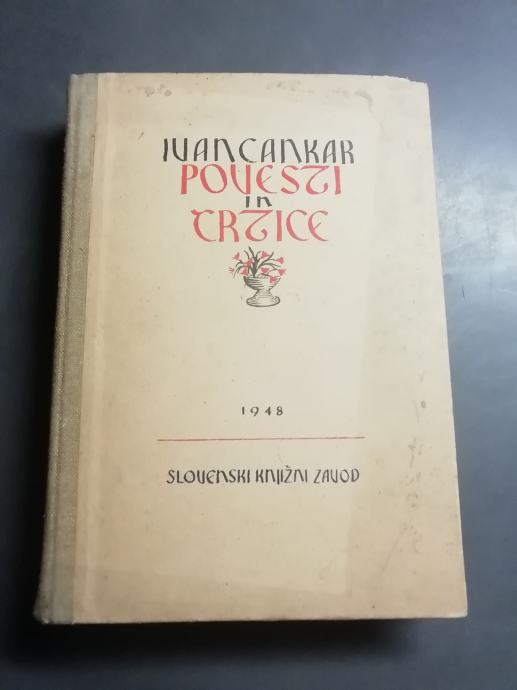 IVAN CANKAR
POVESTI
IN
ČRTICE
1948
SLOVENSKI KNJIŽNI ZAVOD